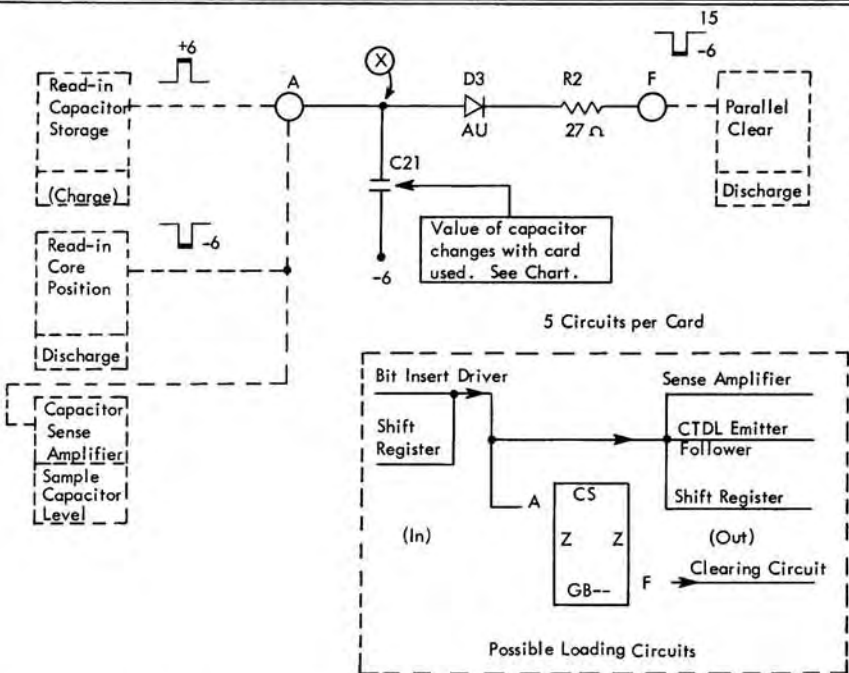 +6
15
-6
Read-in
Capacitor
Storage
(Charge)
A
X
D3
AU
R2
27 Ω
F
Parallel
Clear
Discharge
C21
Value of capacitor
changes with card
used. See Chart.
-6
Read-in
Core
Position
Discharge
-6
5 Circuits per Card
Capacitor
Sense
Amplifier
Sample
Capacitor
Level
Bit Insert Driver
Shift
Register
(In)
A
CS
Z Z
GB--
F
Sense Amplifier
CTDL Emitter
Follower
Shift Register
(Out)
Clearing Circuit
Possible Loading Circuits